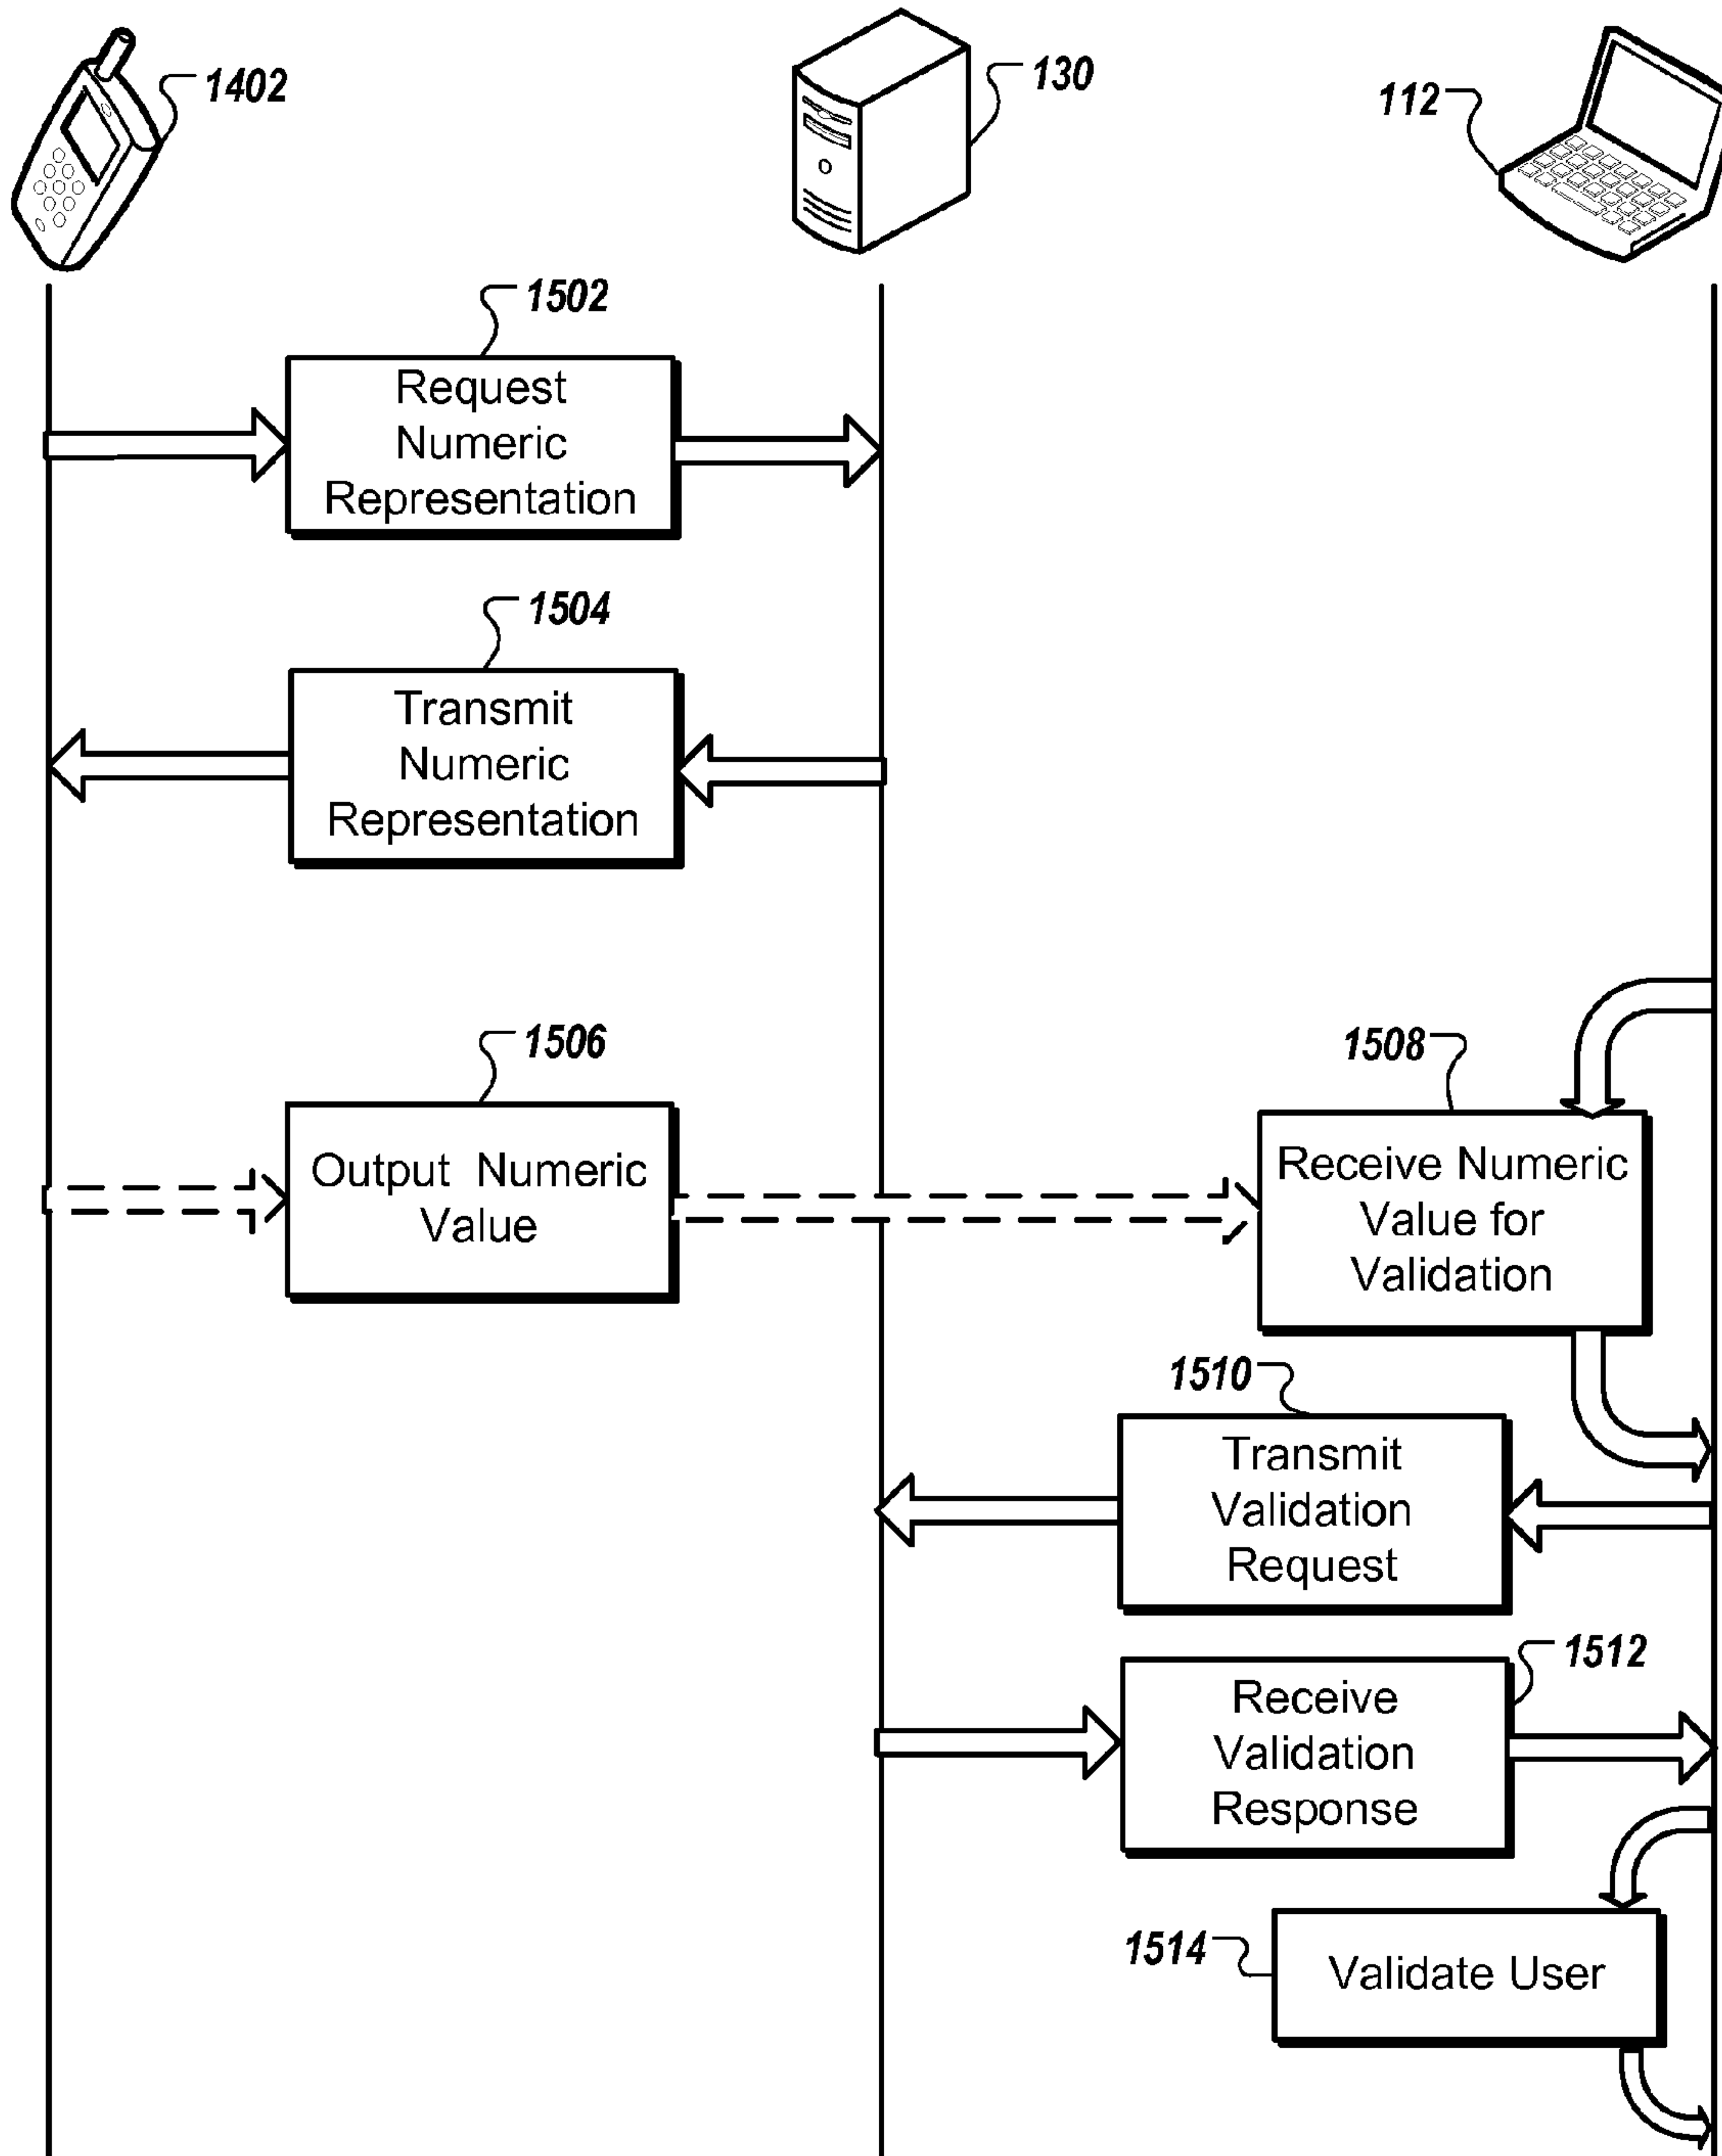 1402
130
112
1502
Request
Numeric
Representation
1504
Transmit
Numeric
Representation
1506
Output Numeric
Value
1508
Receive Numeric
Value for
Validation
1510
Transmit
Validation
Request
1512
Receive
Validation
Response
1514
Validate User